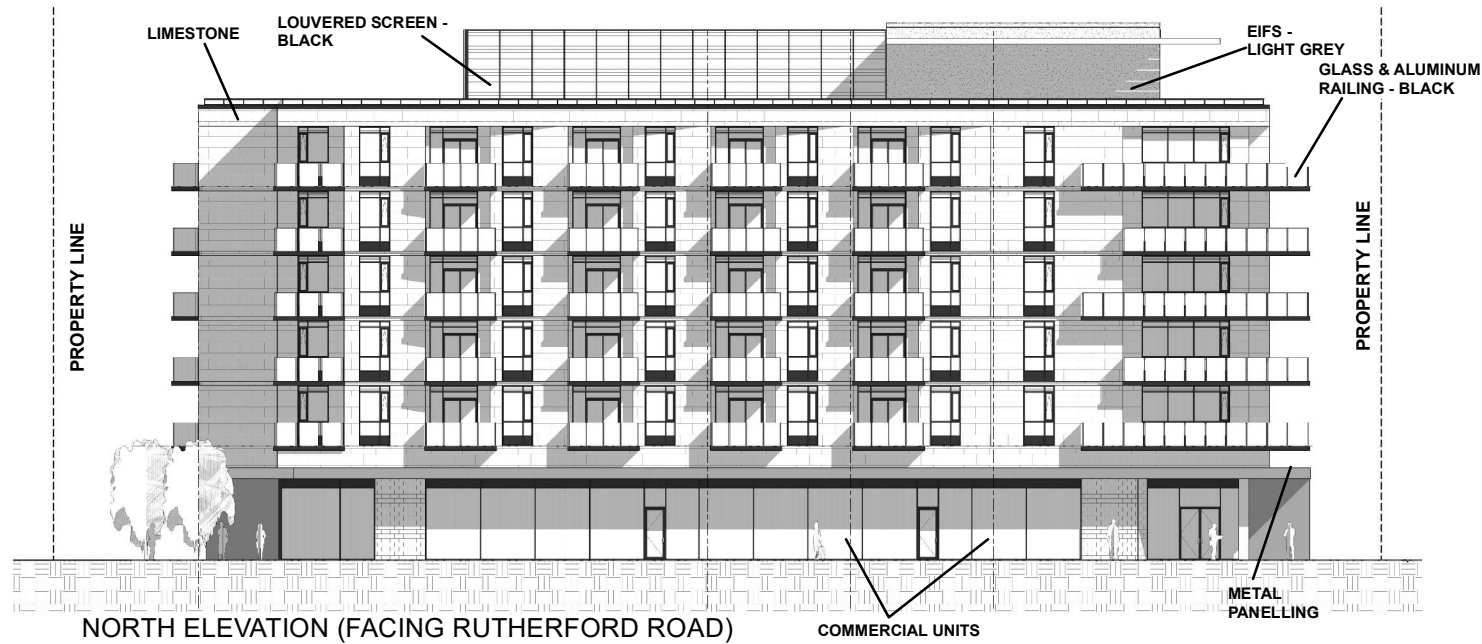 LIMESTONE
LOUVERED SCREEN -
BLACK
EIFS -
LIGHT GREY
GLASS & ALUMINUM
RAILING - BLACK
PROPERTY LINE
PROPERTY LINE
METAL
PANELLING
COMMERCIAL UNITS
NORTH ELEVATION (FACING RUTHERFORD ROAD)